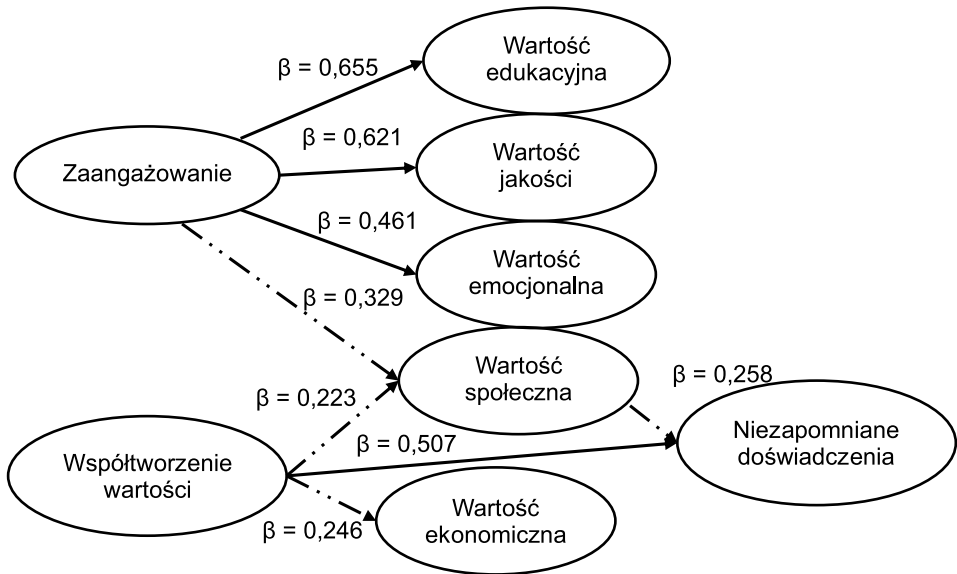 Wartość
edukacyjna
β = 0,655
β = 0,621
Wartość
jakości
Zaangażowanie
β = 0,461
Wartość
emocjonalna
β = 0,329
Wartość
społeczna
β = 0,258
β = 0,223
β = 0,507
Niezapomniane
doświadczenia
Współtworzenie
wartości
Wartość
ekonomiczna
β = 0,246